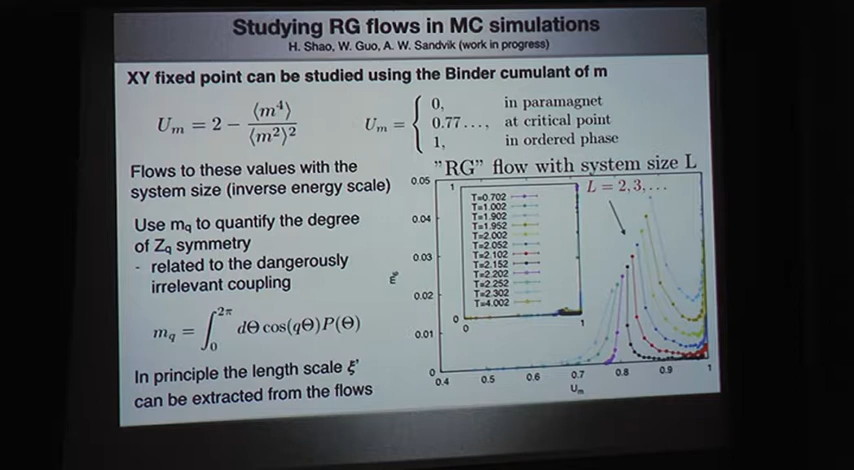 Studying RG flows in MC simulations
H. Shao, W. Guo, A. W. Sandvik (work in progress)
XY fixed point can be studied using the Binder cumulant of m
U_m = 2 − ⟨m⁴⟩ / ⟨m²⟩²
U_m = { 0, in paramagnet
0.77..., at critical point
1, in ordered phase
Flows to these values with the
system size (inverse energy scale)
Use m_q to quantify the degree
of Z_q symmetry
- related to the dangerously
irrelevant coupling
m_q = ∫₀^{2π} dΘ cos(qΘ)P(Θ)
In principle the length scale ξ'
can be extracted from the flows
"RG" flow with system size L
L = 2, 3, ...
0.05
0.04
0.03
0.02
0.01
0
m₆
1
0
0
1
T=0.702
T=1.002
T=1.902
T=1.952
T=2.002
T=2.052
T=2.102
T=2.152
T=2.202
T=2.252
T=2.302
T=4.002
0.4 0.5 0.6 0.7 0.8 0.9 1
U_m